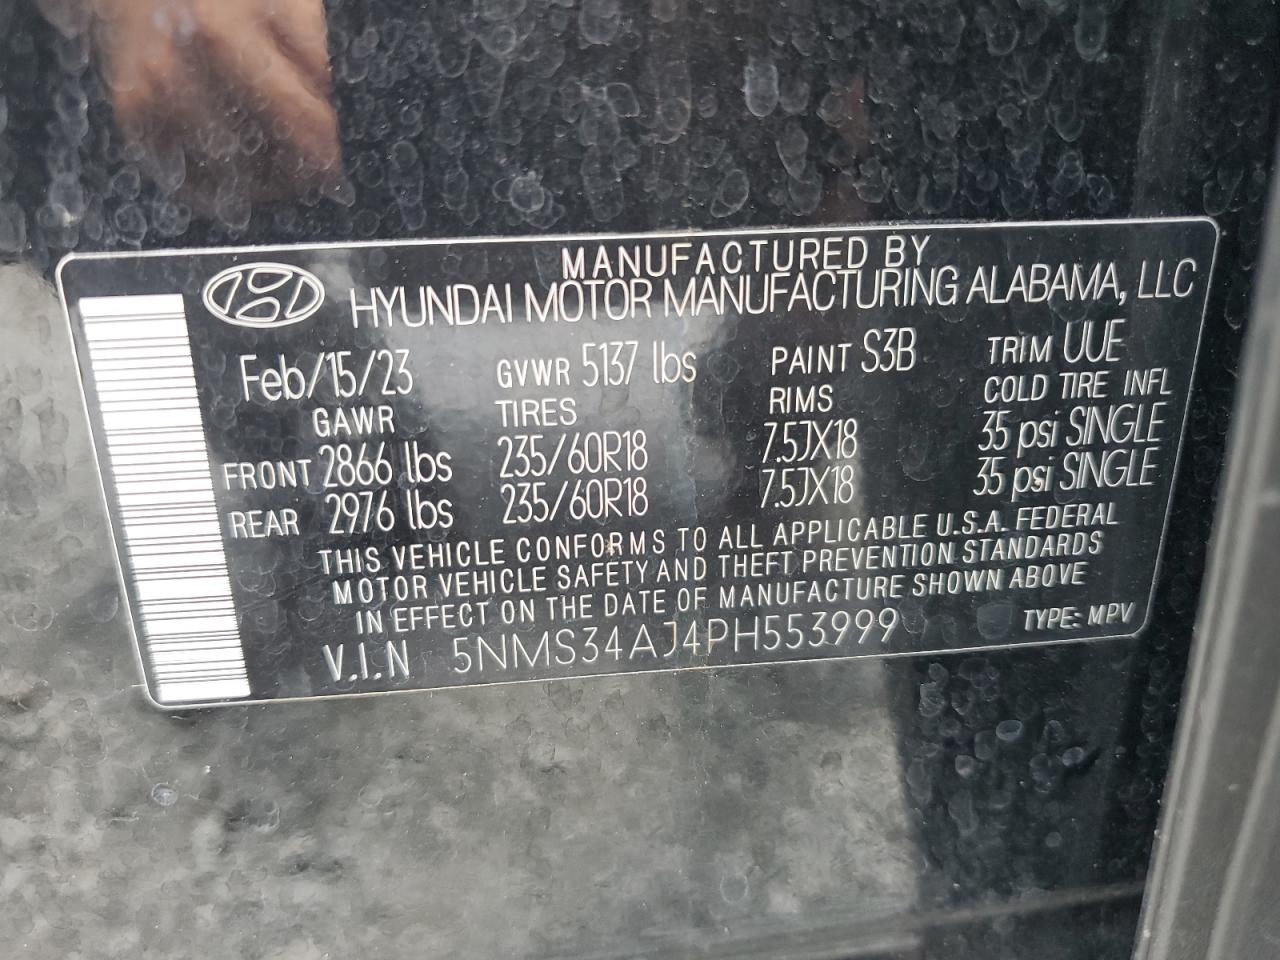 MANUFACTURED BY
HYUNDAI MOTOR MANUFACTURING ALABAMA, LLC
Feb/15/23 GVWR 5137 lbs PAINT S3B TRIM UUE
GAWR TIRES RIMS COLD TIRE INFL
FRONT 2866 lbs 235/60R18 7.5JX18 35 psi SINGLE
REAR 2976 lbs 235/60R18 7.5JX18 35 psi SINGLE
THIS VEHICLE CONFORMS TO ALL APPLICABLE U.S.A. FEDERAL
MOTOR VEHICLE SAFETY AND THEFT PREVENTION STANDARDS
IN EFFECT ON THE DATE OF MANUFACTURE SHOWN ABOVE
V.I.N 5NMS34AJ4PH553999 TYPE: MPV